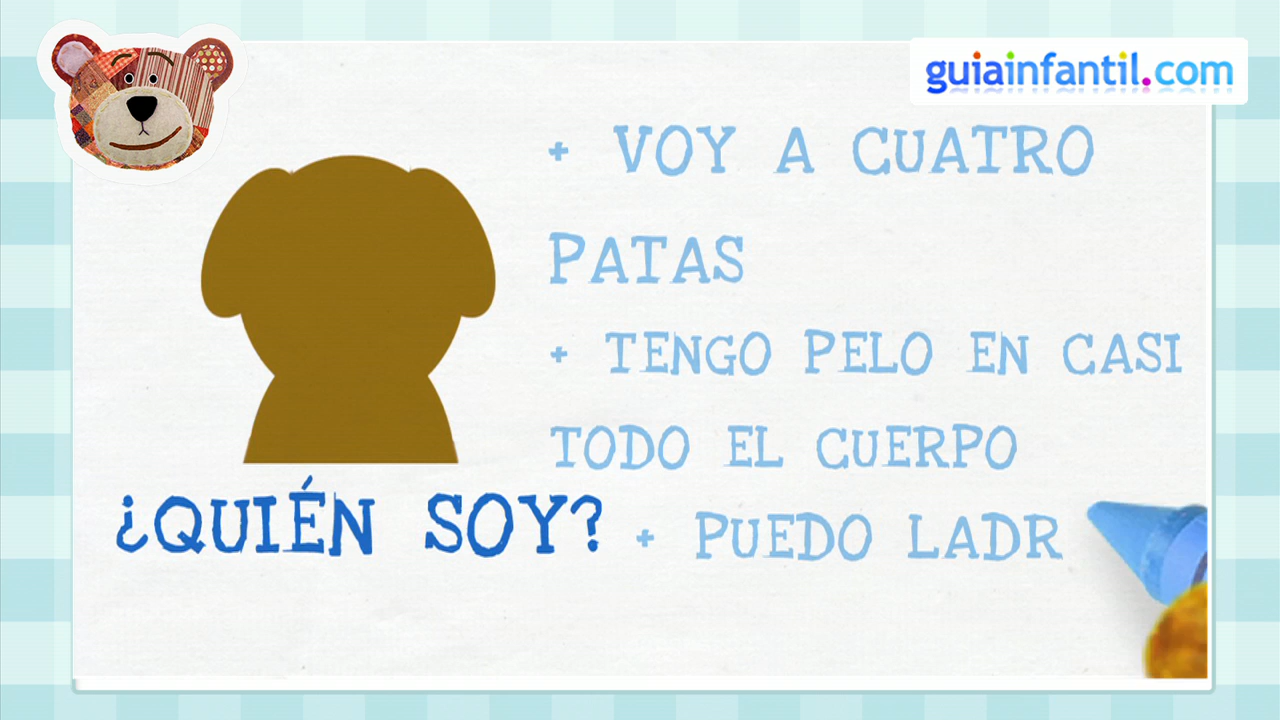 guiainfantil.com
+ VOY A CUATRO
PATAS
+ TENGO PELO EN CASI
TODO EL CUERPO
+ PUEDO LADR
¿QUIÉN SOY?